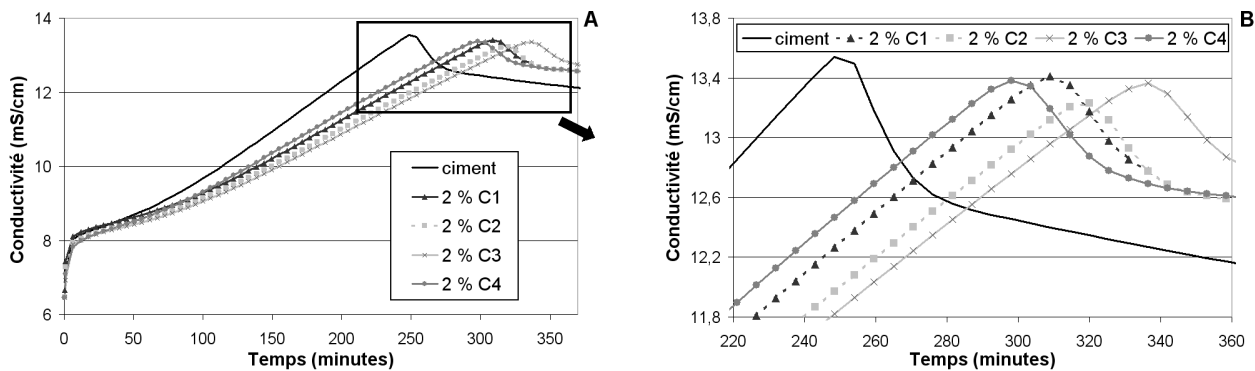 A
Conductivité (mS/cm)
14
12
10
8
6
ciment
2 % C1
2 % C2
2 % C3
2 % C4
0 50 100 150 200 250 300 350
Temps (minutes)
B
Conductivité (mS/cm)
13,8
13,4
13
12,6
12,2
11,8
ciment 2 % C1 2 % C2 2 % C3 2 % C4
220 240 260 280 300 320 340 360
Temps (minutes)